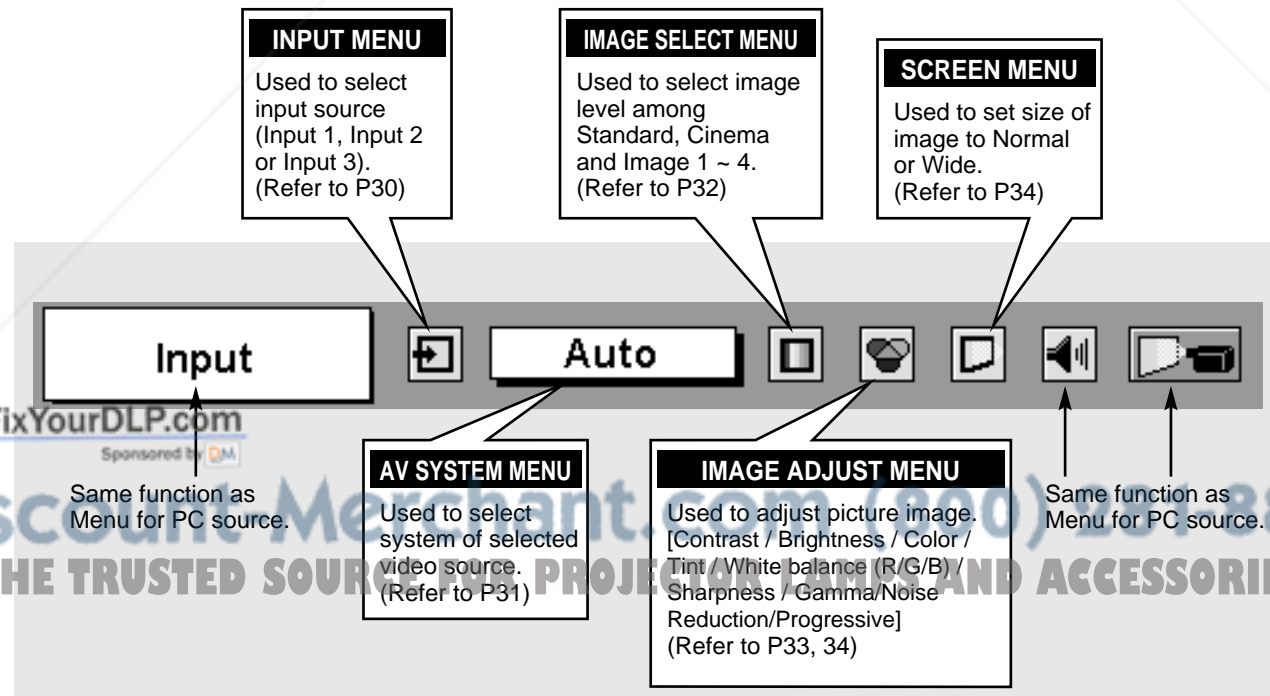 INPUT MENU
Used to select
input source
(Input 1, Input 2
or Input 3).
(Refer to P30)
IMAGE SELECT MENU
Used to select image
level among
Standard, Cinema
and Image 1 ~ 4.
(Refer to P32)
SCREEN MENU
Used to set size of
image to Normal
or Wide.
(Refer to P34)
Input
Auto
ixYourDLP.com
Sponsored by DM
Same function as
Menu for PC source.
AV SYSTEM MENU
Used to select
system of selected
video source.
(Refer to P31)
IMAGE ADJUST MENU
Used to adjust picture image.
[Contrast / Brightness / Color /
Tint / White balance (R/G/B) /
Sharpness / Gamma/Noise
Reduction/Progressive]
(Refer to P33, 34)
Same function as
Menu for PC source.
scount-Merchant.com (800) 281-88
HE TRUSTED SOURCE FOR PROJECTOR LAMPS AND ACCESSORI